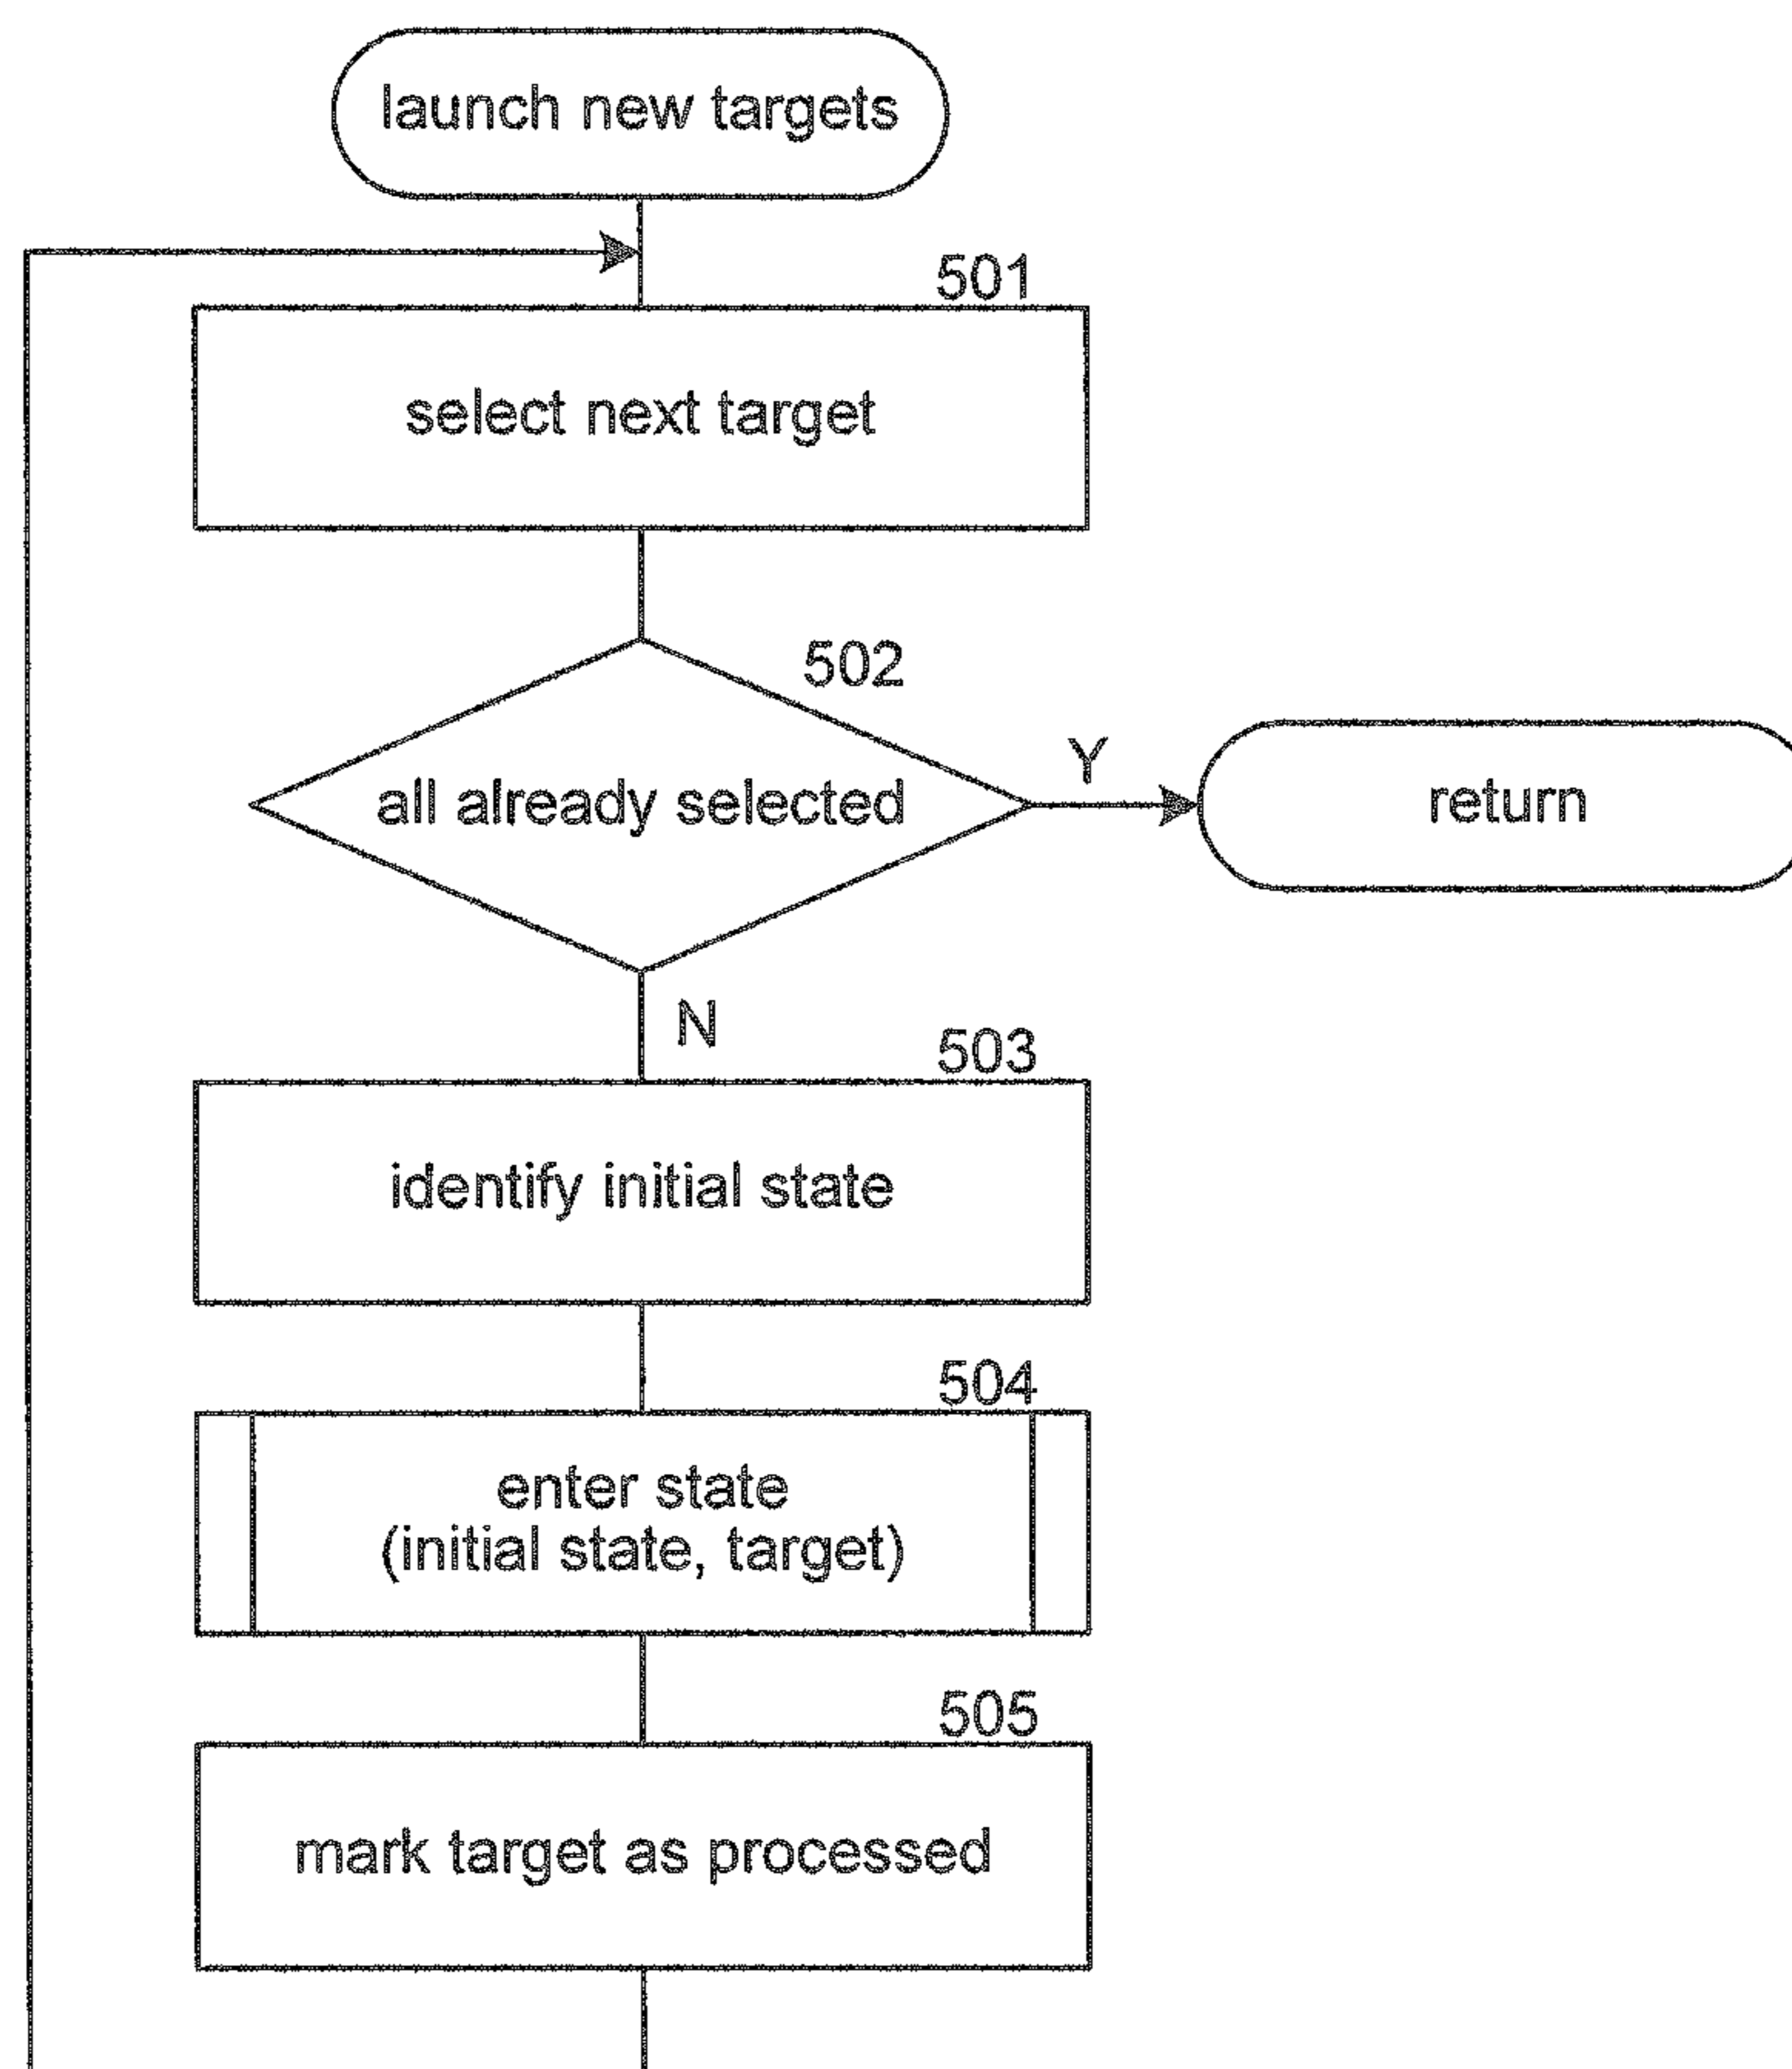 launch new targets
501
select next target
502
all already selected
Y
return
N
503
identify initial state
504
enter state
(initial state, target)
505
mark target as processed